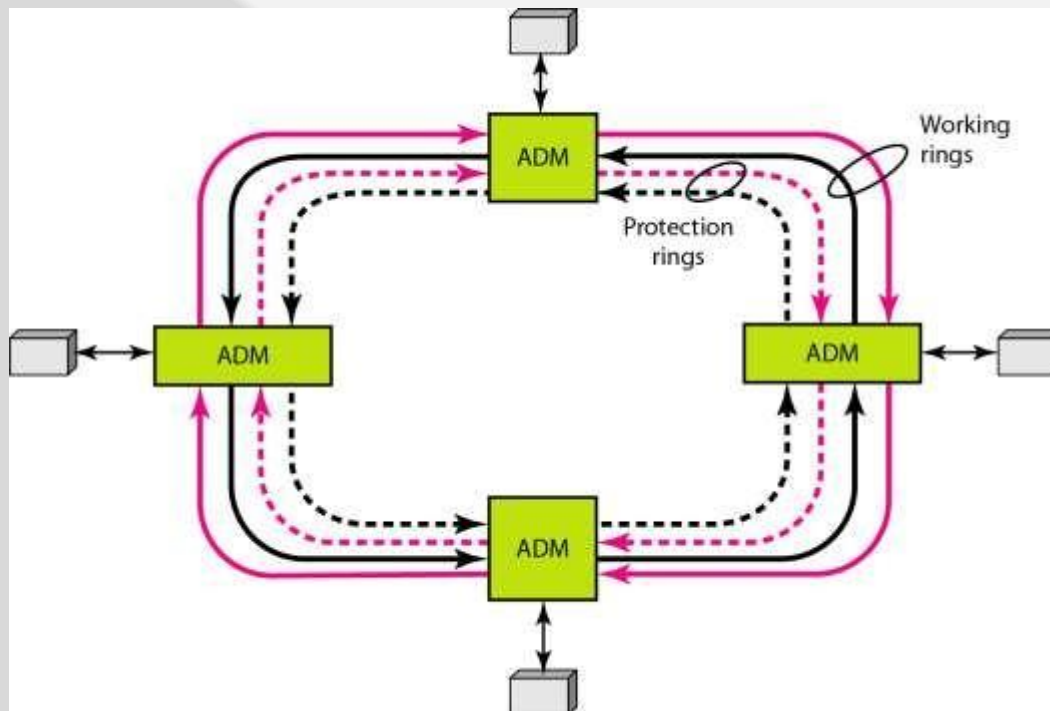 ADM
Working
rings
Protection
rings
ADM
ADM
ADM